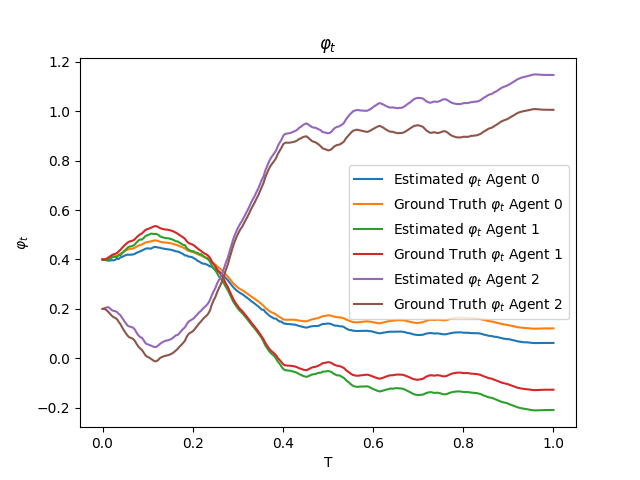 φt
1.2
1.0
0.8
0.6
0.4
0.2
0.0
−0.2
φt
Estimated φt Agent 0
Ground Truth φt Agent 0
Estimated φt Agent 1
Ground Truth φt Agent 1
Estimated φt Agent 2
Ground Truth φt Agent 2
0.0 0.2 0.4 0.6 0.8 1.0
T